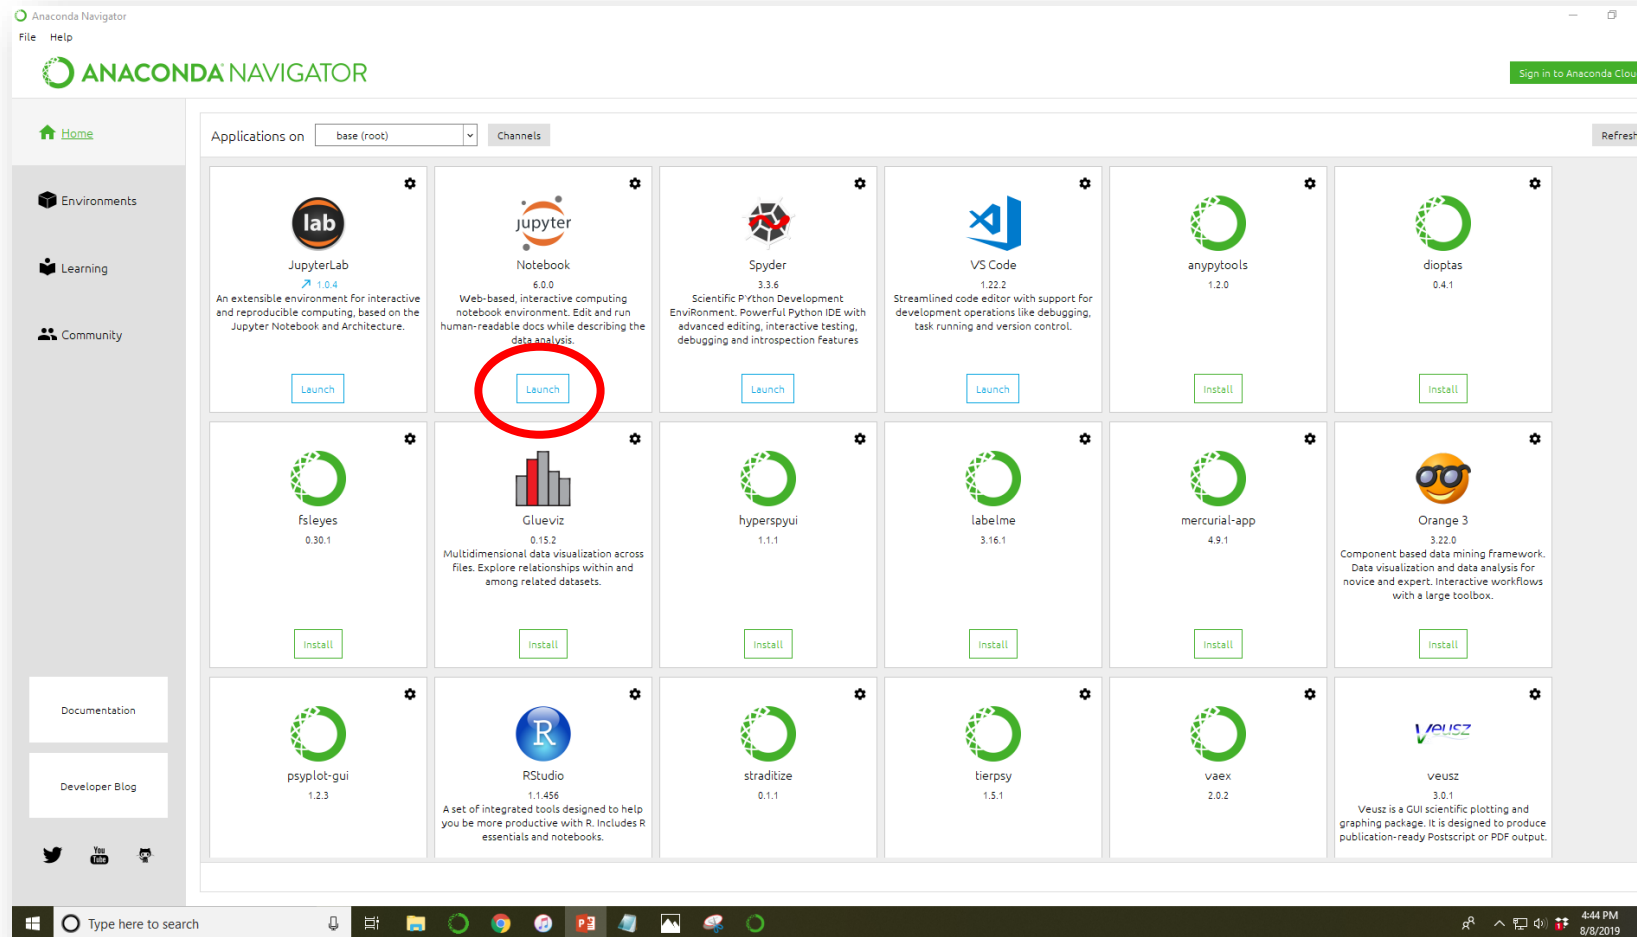 Anaconda Navigator
File Help
ANACONDA NAVIGATOR
Sign in to Anaconda Clou
Home
Environments
Learning
Community
Documentation
Developer Blog
You
Tube
Applications on base (root) Channels Refresh
lab
JupyterLab
1.0.4
An extensible environment for interactive
and reproducible computing, based on the
Jupyter Notebook and Architecture.
Launch
jupyter
Notebook
6.0.0
Web-based, interactive computing
notebook environment. Edit and run
human-readable docs while describing the
data analysis.
Launch
Spyder
3.3.6
Scientific PYthon Development
EnviRonment. Powerful Python IDE with
advanced editing, interactive testing,
debugging and introspection features
Launch
VS Code
1.22.2
Streamlined code editor with support for
development operations like debugging,
task running and version control.
Launch
anypytools
1.2.0
Install
dioptas
0.4.1
Install
fsleyes
0.30.1
Install
Glueviz
0.15.2
Multidimensional data visualization across
files. Explore relationships within and
among related datasets.
Install
hyperspyui
1.1.1
Install
labelme
3.16.1
Install
mercurial-app
4.9.1
Install
Orange 3
3.22.0
Component based data mining framework.
Data visualization and data analysis for
novice and expert. Interactive workflows
with a large toolbox.
Install
psyplot-gui
1.2.3
R
RStudio
1.1.456
A set of integrated tools designed to help
you be more productive with R. Includes R
essentials and notebooks.
straditize
0.1.1
tierpsy
1.5.1
vaex
2.0.2
Veusz
veusz
3.0.1
Veusz is a GUI scientific plotting and
graphing package. It is designed to produce
publication-ready Postscript or PDF output.
Type here to search
4:44 PM
8/8/2019